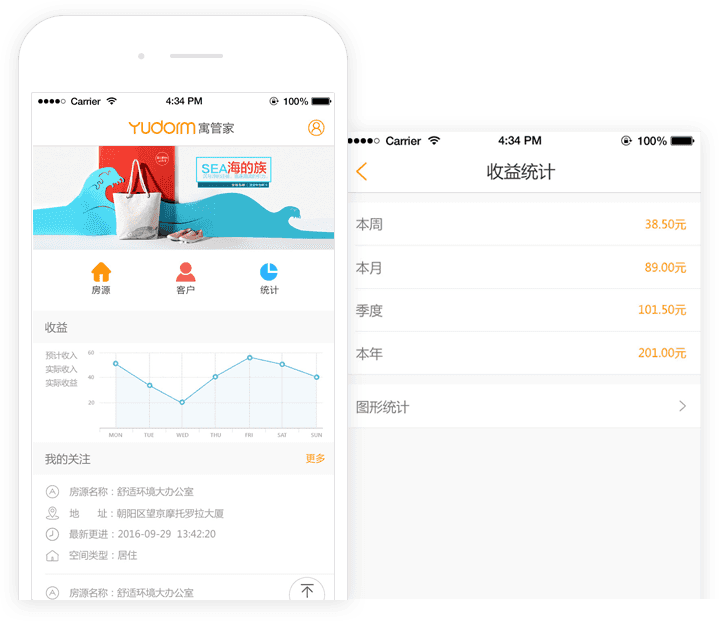 Carrier 4:34 PM 100%
Yudorm 寓管家
SEA海的族
房源 客户 统计
收益
预计收入
实际收入
实际收益
60
40
20
MON TUE WED THU FRI SAT SUN
我的关注 更多
房源名称：舒适环境大办公室
地 址：朝阳区望京摩托罗拉大厦
最新更进：2016-09-29 13:42:20
空间类型：居住
房源名称：舒适环境大办公室
Carrier 4:34 PM 100%
收益统计
本周 38.50元
本月 89.00元
季度 101.50元
本年 201.00元
图形统计